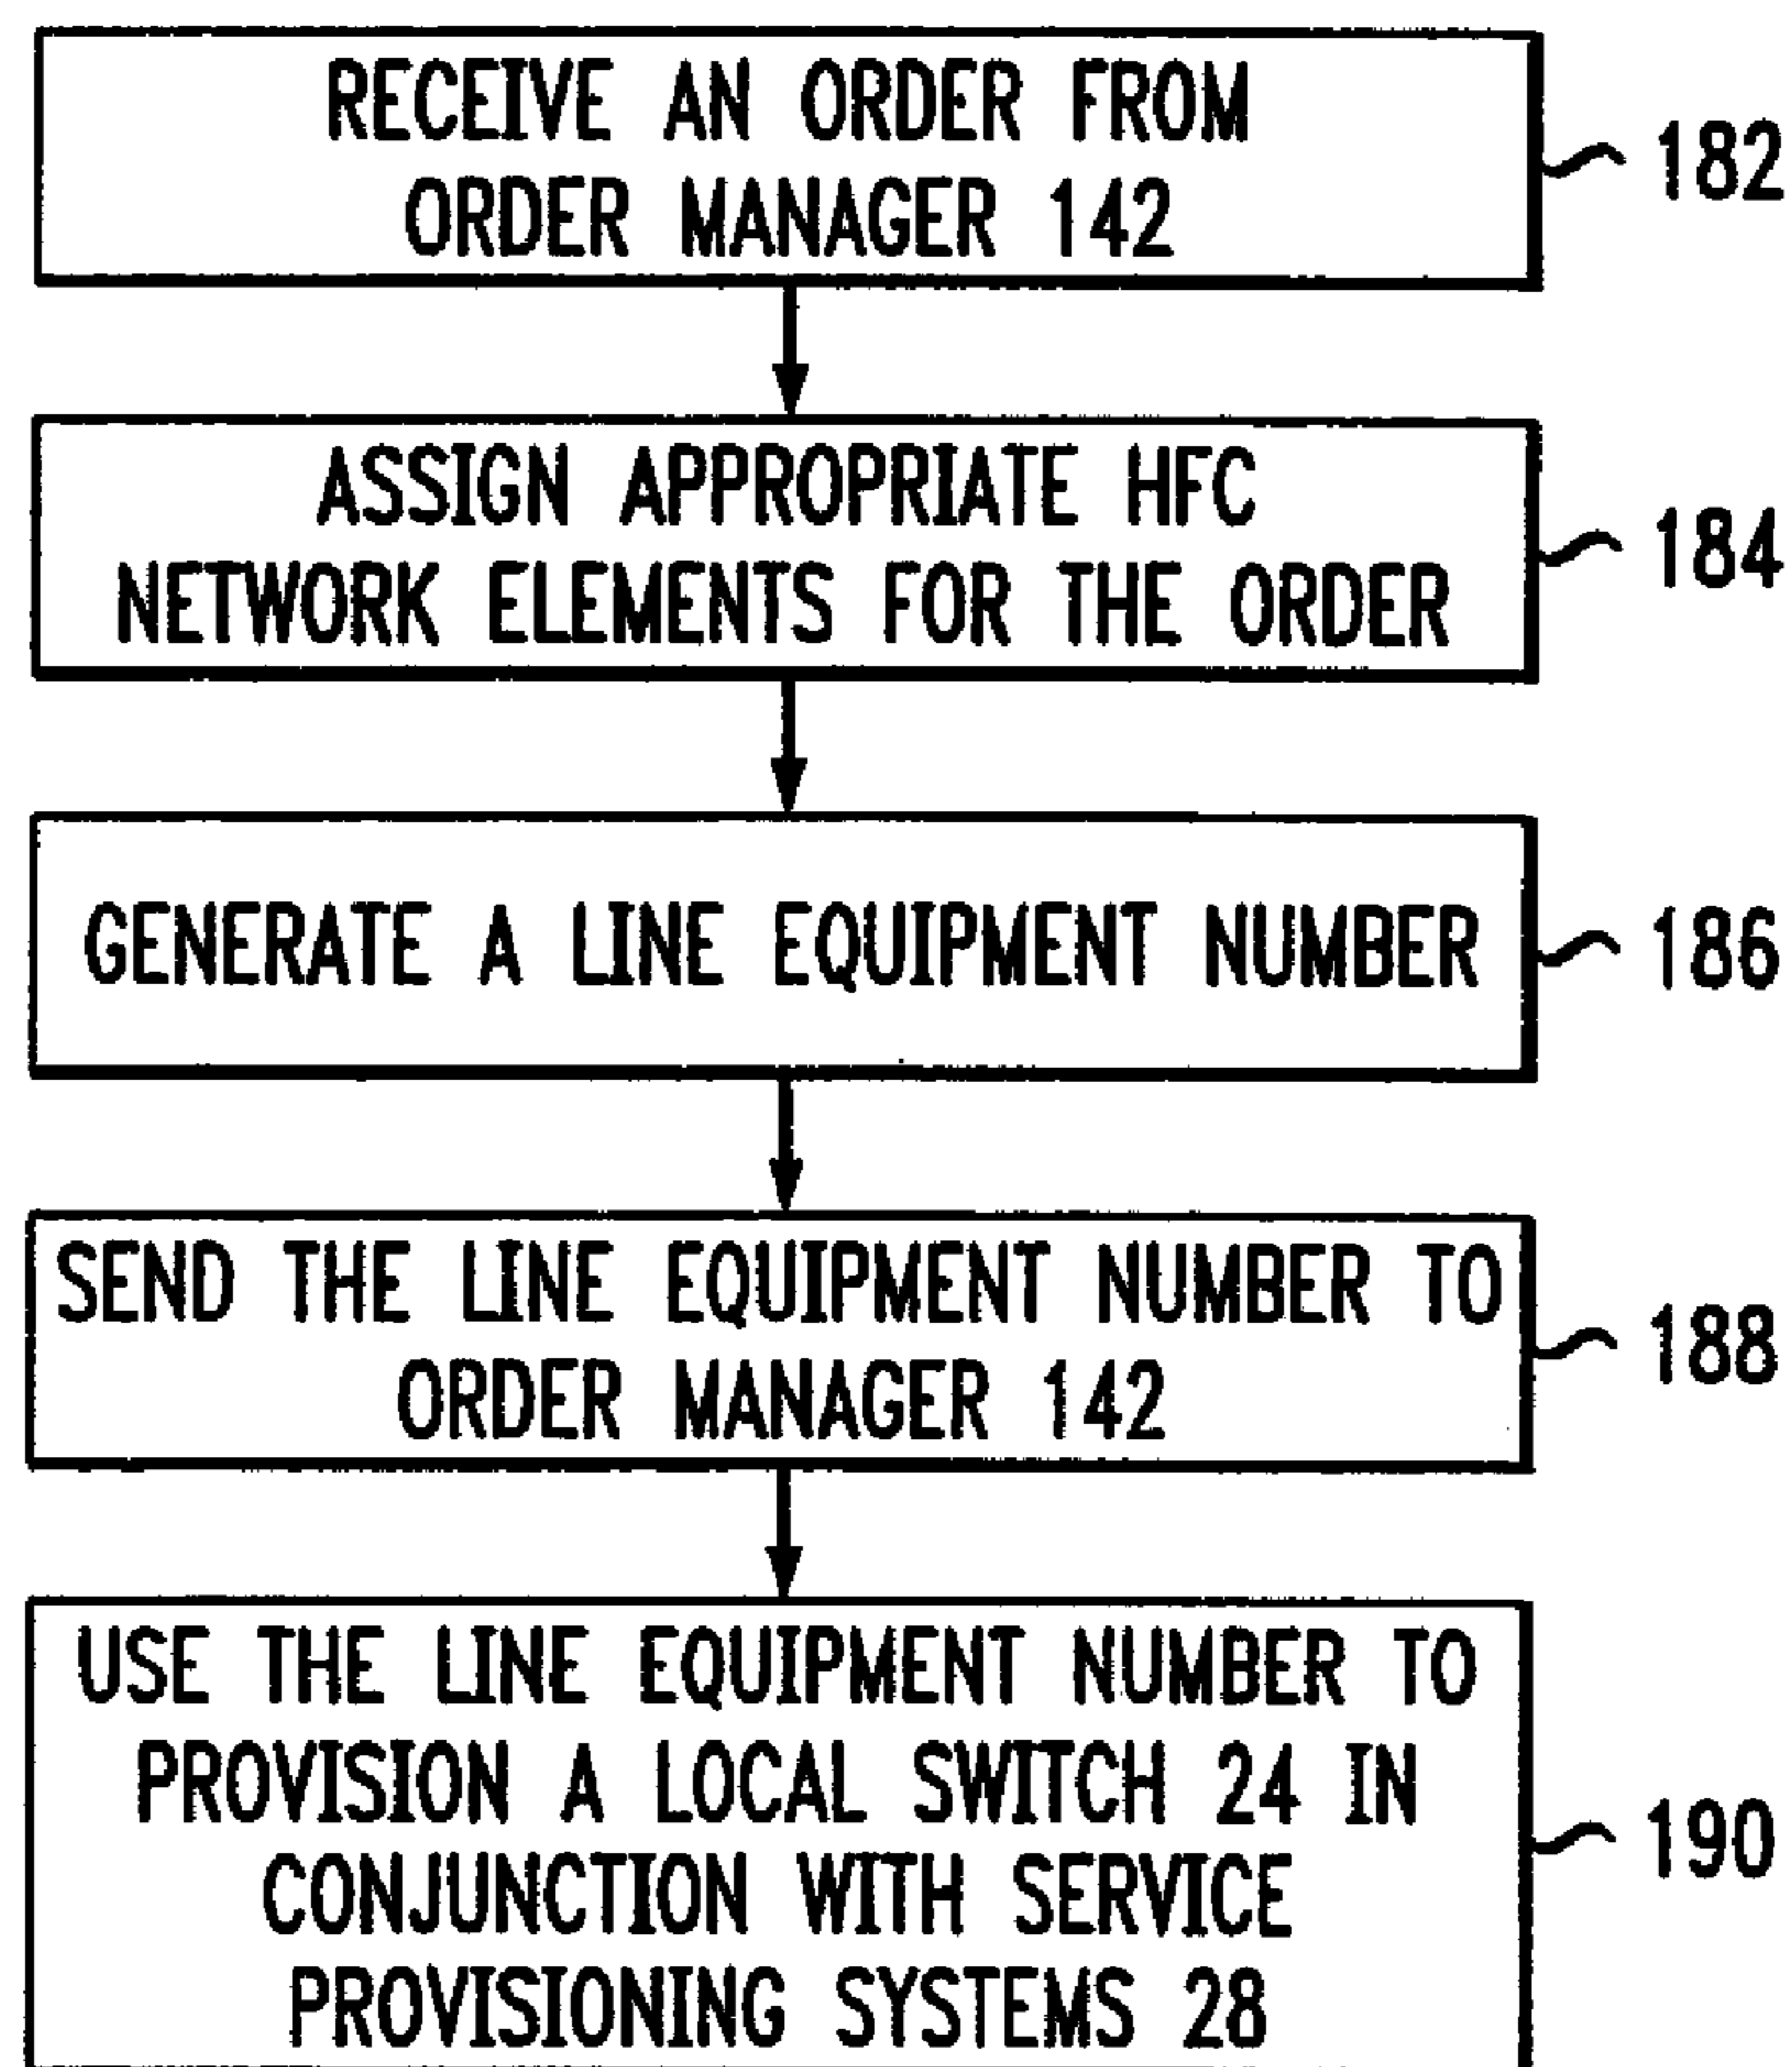 RECEIVE AN ORDER FROM
ORDER MANAGER 142
182
ASSIGN APPROPRIATE HFC
NETWORK ELEMENTS FOR THE ORDER
184
GENERATE A LINE EQUIPMENT NUMBER
186
SEND THE LINE EQUIPMENT NUMBER TO
ORDER MANAGER 142
188
USE THE LINE EQUIPMENT NUMBER TO
PROVISION A LOCAL SWITCH 24 IN
CONJUNCTION WITH SERVICE
PROVISIONING SYSTEMS 28
190